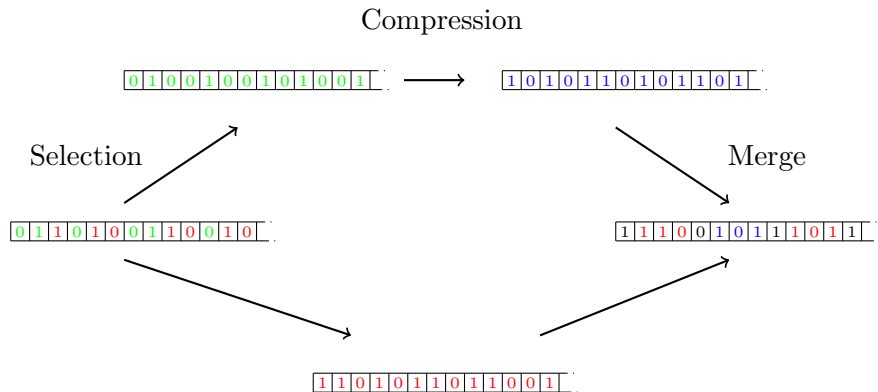 Compression
0 1 0 0 1 0 0 1 0 1 0 0 1
1 0 1 0 1 1 0 1 0 1 1 0 1
Selection
Merge
0 1 1 0 1 0 0 1 1 0 0 1 0
1 1 1 0 0 1 0 1 1 1 0 1 1
1 1 0 1 0 1 1 0 1 1 0 0 1